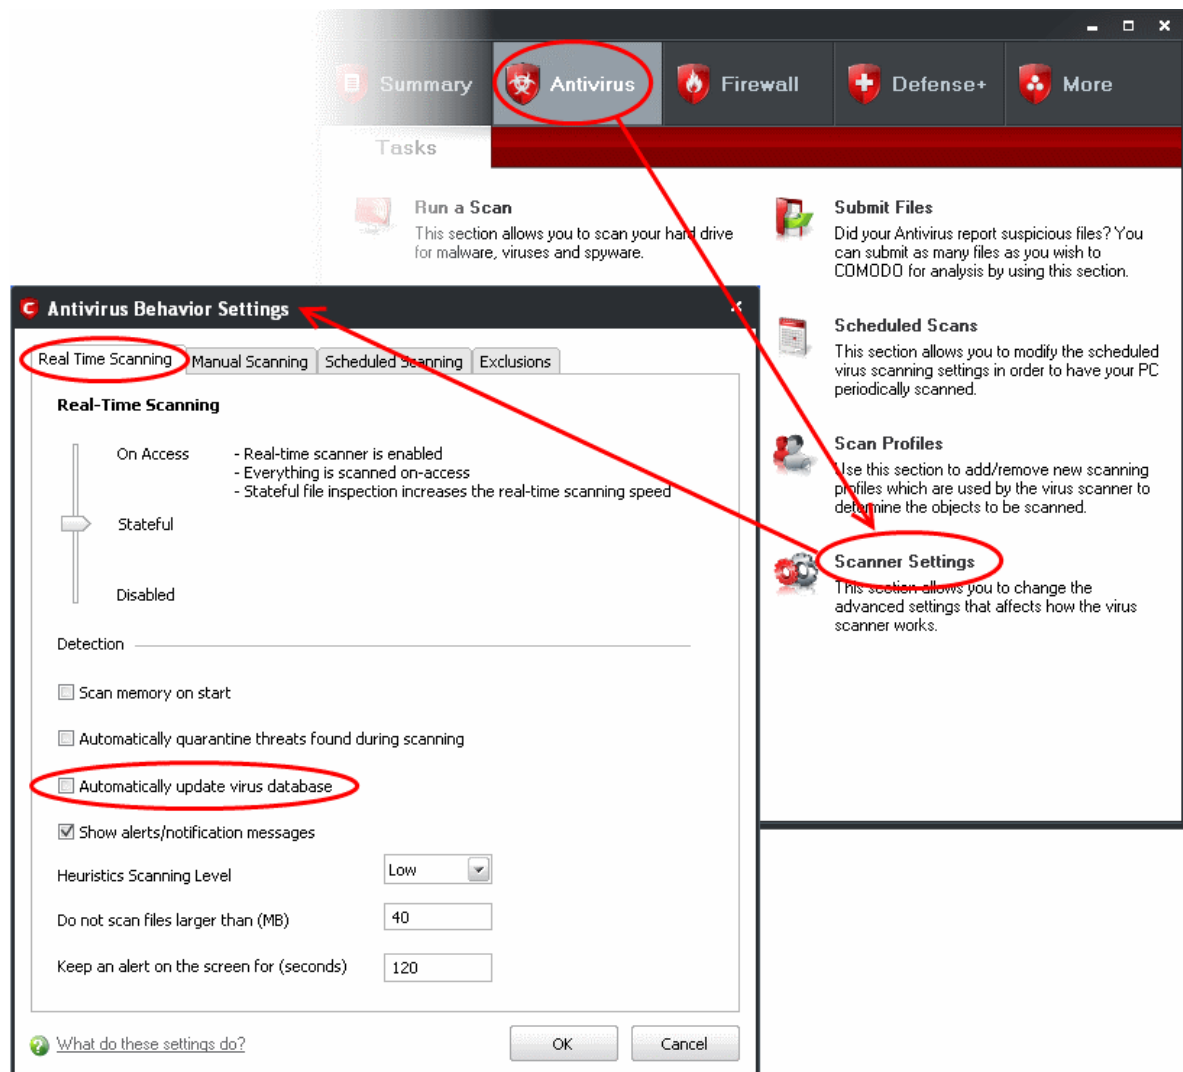 Summary
Antivirus
Firewall
Defense+
More
Tasks
Run a Scan
This section allows you to scan your hard drive
for malware, viruses and spyware.
Submit Files
Did your Antivirus report suspicious files? You
can submit as many files as you wish to
COMODO for analysis by using this section.
Scheduled Scans
This section allows you to modify the scheduled
virus scanning settings in order to have your PC
periodically scanned.
Scan Profiles
Use this section to add/remove new scanning
profiles which are used by the virus scanner to
determine the objects to be scanned.
Scanner Settings
This section allows you to change the
advanced settings that affects how the virus
scanner works.
Antivirus Behavior Settings
Real Time Scanning
Manual Scanning
Scheduled Scanning
Exclusions
Real-Time Scanning
On Access
- Real-time scanner is enabled
- Everything is scanned on-access
- Stateful file inspection increases the real-time scanning speed
Stateful
Disabled
Detection
Scan memory on start
Automatically quarantine threats found during scanning
Automatically update virus database
Show alerts/notification messages
Heuristics Scanning Level
Low
Do not scan files larger than (MB)
40
Keep an alert on the screen for (seconds)
120
What do these settings do?
OK
Cancel